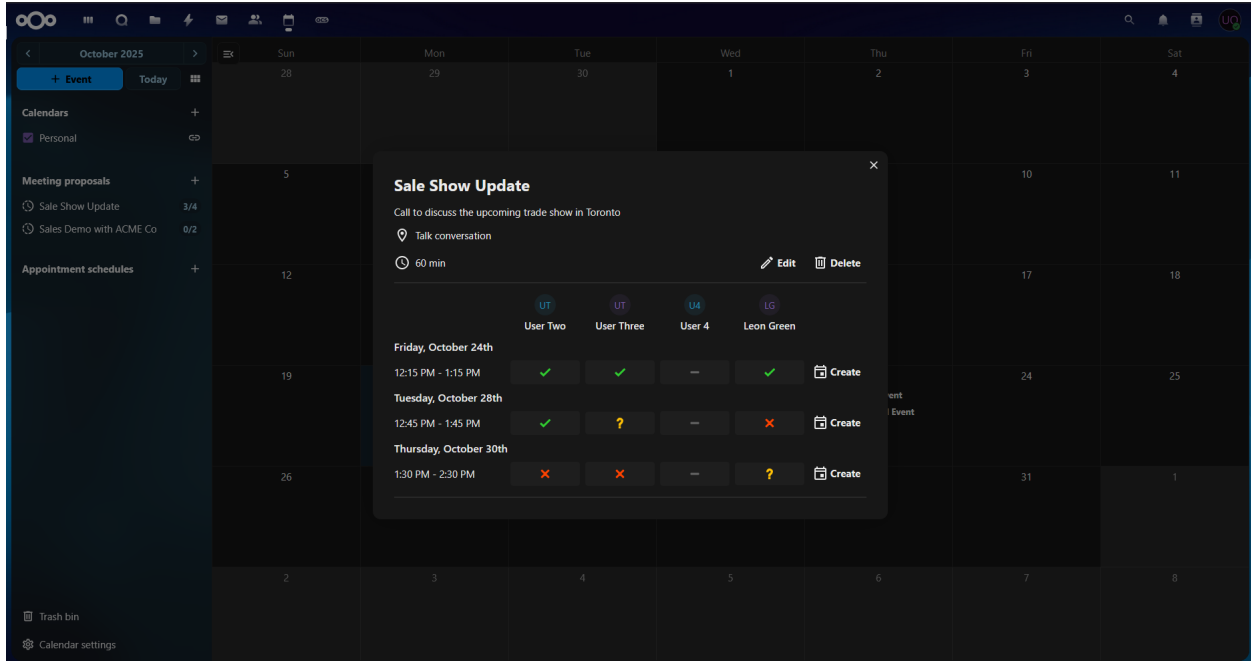 UO
October 2025
Sun Mon Tue Wed Thu Fri Sat
+ Event Today
28 29 30 1 2 3 4
Calendars
Personal
Meeting proposals
Sale Show Update 3/4
Sales Demo with ACME Co 0/2
Appointment schedules
5 10 11
12 17 18
19 24 25
ent
Event
26 31 1
2 3 4 5 6 7 8
Trash bin
Calendar settings
Sale Show Update
Call to discuss the upcoming trade show in Toronto
Talk conversation
60 min Edit Delete
UT UT U4 LG
User Two User Three User 4 Leon Green
Friday, October 24th
12:15 PM - 1:15 PM Create
Tuesday, October 28th
12:45 PM - 1:45 PM ? Create
Thursday, October 30th
1:30 PM - 2:30 PM ? Create